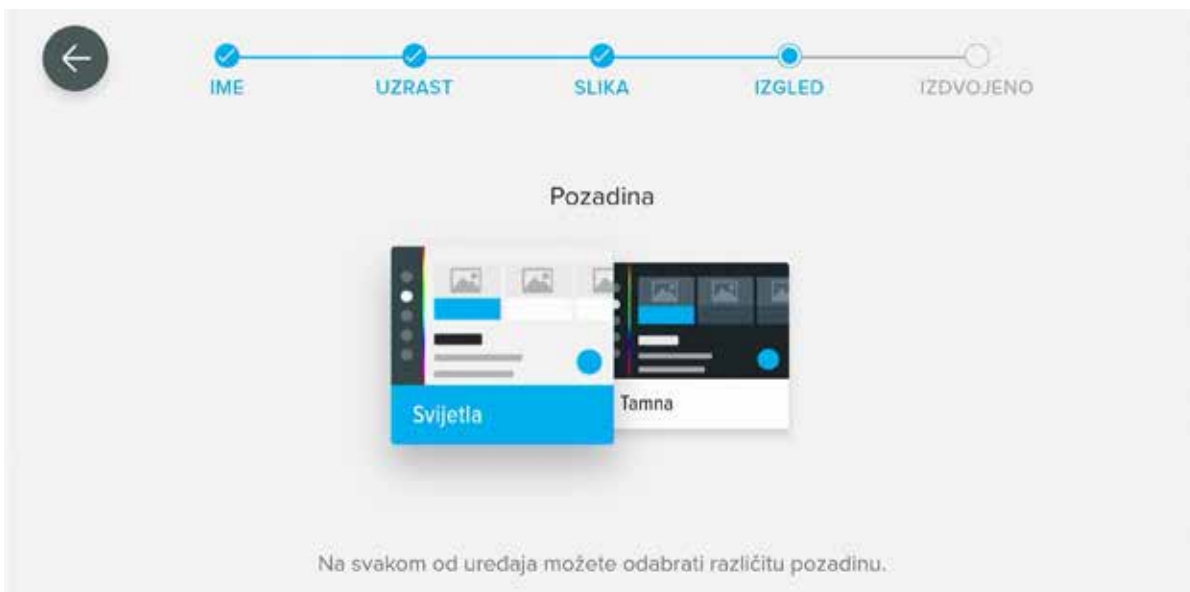 IME UZRAST SLIKA IZGLED IZDVOJENO
Pozadina
Svijetla
Tamna
Na svakom od uređaja možete odabrati različitu pozadinu.